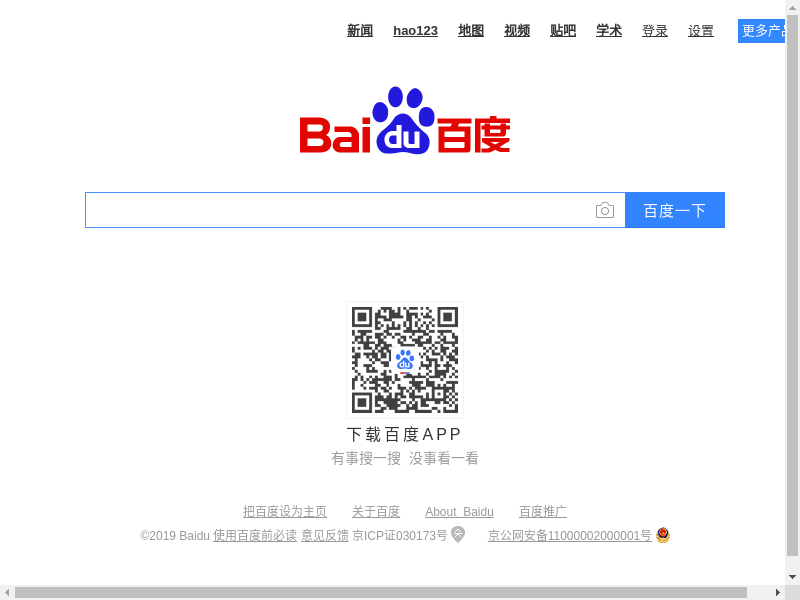 新闻 hao123 地图 视频 贴吧 学术 登录 设置 更多产品
Bai du 百度
百度一下
du
下载百度APP
有事搜一搜 没事看一看
把百度设为主页 关于百度 About Baidu 百度推广
©2019 Baidu 使用百度前必读 意见反馈 京ICP证030173号 京公网安备11000002000001号